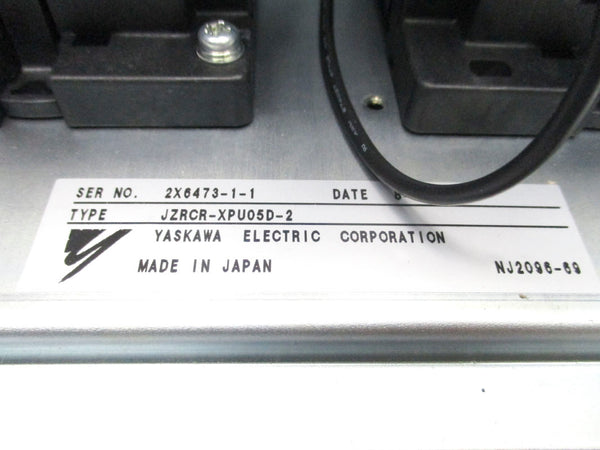 SER NO. 2X6473-1-1 DATE
TYPE JZRCR-XPU05D-2
YASKAWA ELECTRIC CORPORATION
MADE IN JAPAN NJ2096-69